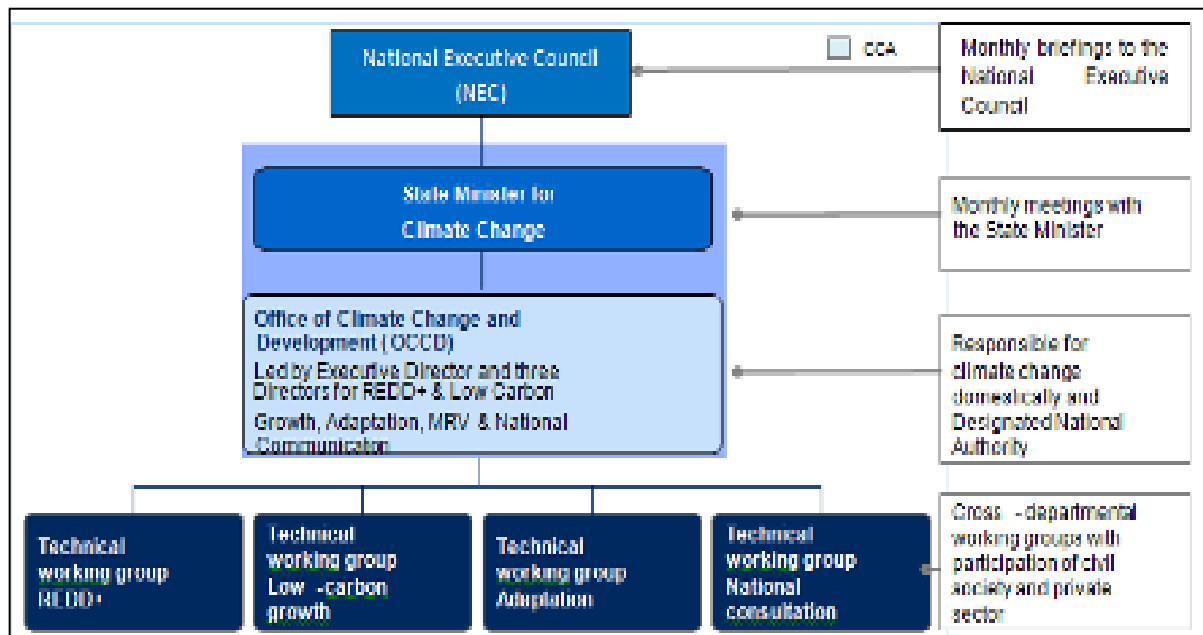 National Executive Council
(NEC)
CCA
Monthly briefings to the
National Executive
Council
State Minister for
Climate Change
Monthly meetings with
the State Minister
Office of Climate Change and
Development (OCCD)
Led by Executive Director and three
Directors for REDD+ & Low Carbon
Growth, Adaptation, MRV & National
Communicaton
Responsible for
climate change
domestically and
Designated National
Authority
Technical
working group
REDD+
Technical
working group
Low -carbon
growth
Technical
working group
Adaptation
Technical
working group
National
consultation
Cross -departmental
working groups with
participation of civil
society and private
sector